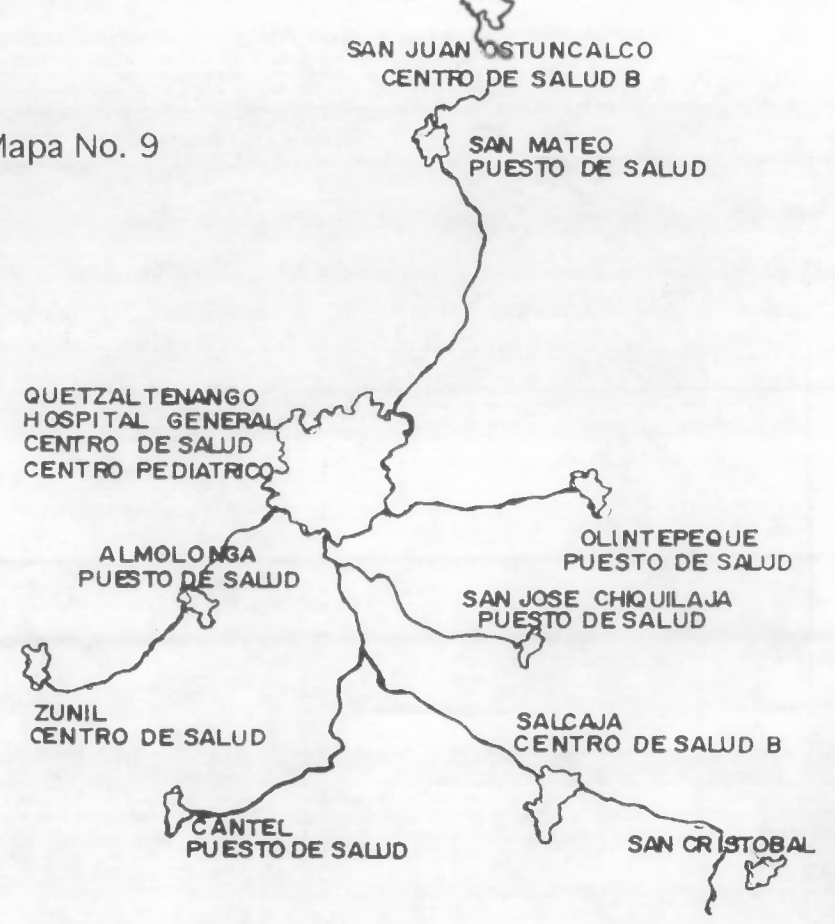 SAN JUAN OSTUNCALCO
CENTRO DE SALUD B
Mapa No. 9
SAN MATEO
PUESTO DE SALUD
QUETZALTENANGO
HOSPITAL GENERAL
CENTRO DE SALUD
CENTRO PEDIATRICO
OLINTEPEQUE
PUESTO DE SALUD
ALMOLONGA
PUESTO DE SALUD
SAN JOSE CHIQUILAJA
PUESTO DE SALUD
ZUNIL
CENTRO DE SALUD
SALCAJA
CENTRO DE SALUD B
CANTEL
PUESTO DE SALUD
SAN CRISTOBAL